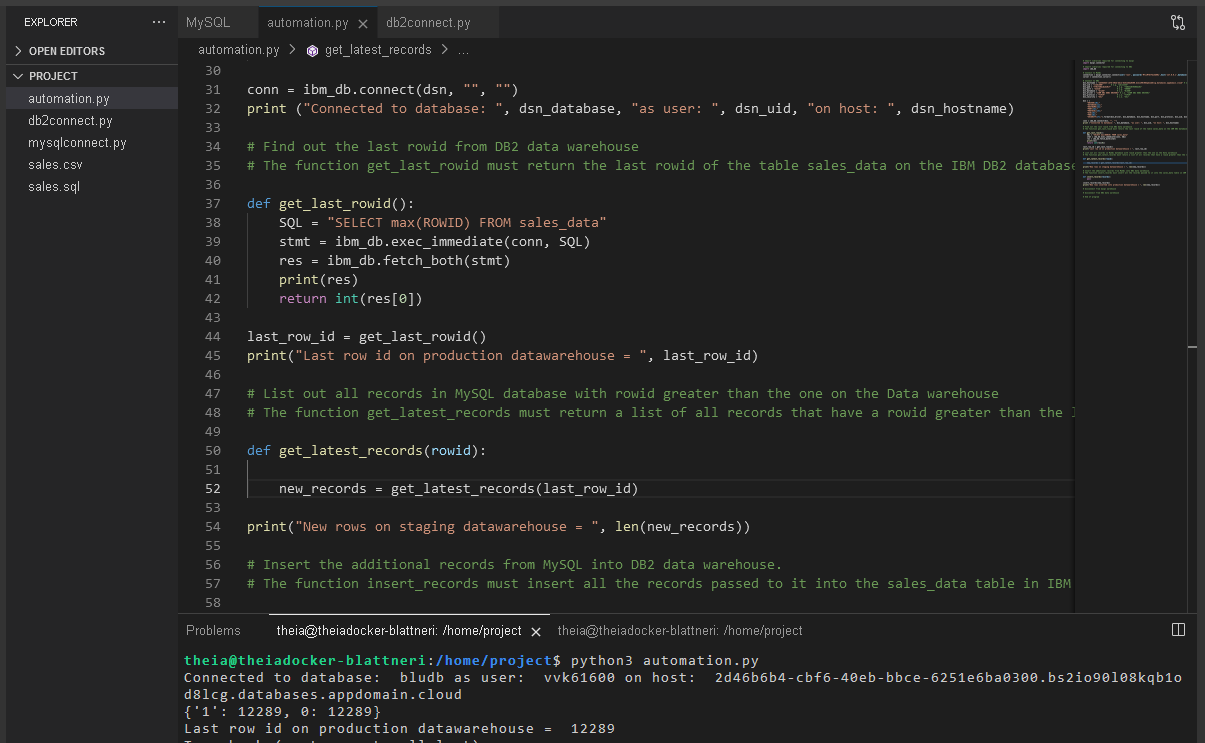 EXPLORER ...
OPEN EDITORS
PROJECT
automation.py
db2connect.py
mysqlconnect.py
sales.csv
sales.sql
MySQL automation.py db2connect.py
automation.py get_latest_records ...
30
31 conn = ibm_db.connect(dsn, "", "")
32 print ("Connected to database: ", dsn_database, "as user: ", dsn_uid, "on host: ", dsn_hostname)
33
34 # Find out the last rowid from DB2 data warehouse
35 # The function get_last_rowid must return the last rowid of the table sales_data on the IBM DB2 database
36
37 def get_last_rowid():
38 SQL = "SELECT max(ROWID) FROM sales_data"
39 stmt = ibm_db.exec_immediate(conn, SQL)
40 res = ibm_db.fetch_both(stmt)
41 print(res)
42 return int(res[0])
43
44 last_row_id = get_last_rowid()
45 print("Last row id on production datawarehouse = ", last_row_id)
46
47 # List out all records in MySQL database with rowid greater than the one on the Data warehouse
48 # The function get_latest_records must return a list of all records that have a rowid greater than the
49
50 def get_latest_records(rowid):
51
52 new_records = get_latest_records(last_row_id)
53
54 print("New rows on staging datawarehouse = ", len(new_records))
55
56 # Insert the additional records from MySQL into DB2 data warehouse.
57 # The function insert_records must insert all the records passed to it into the sales_data table in IBM
58
Problems theia@theiadocker-blattneri: /home/project theia@theiadocker-blattneri: /home/project
theia@theiadocker-blattneri:/home/project$ python3 automation.py
Connected to database:  bludb as user:  vvk61600 on host:  2d46b6b4-cbf6-40eb-bbce-6251e6ba0300.bs2io90l08kqb1o
d8lcg.databases.appdomain.cloud
{'1': 12289, 0: 12289}
Last row id on production datawarehouse =  12289